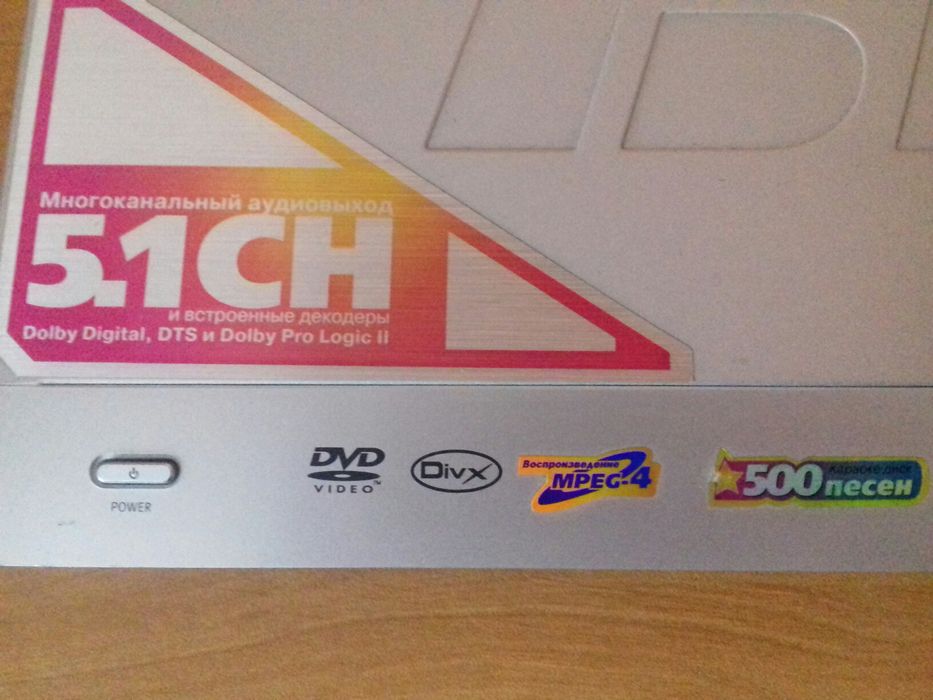 Многоканальный аудиовыход
5.1CH
и встроенные декодеры
Dolby Digital, DTS и Dolby Pro Logic II
POWER
DVD
VIDEO™
DivX
Воспроизведение
MPEG-4
Караоке диск
500 песен